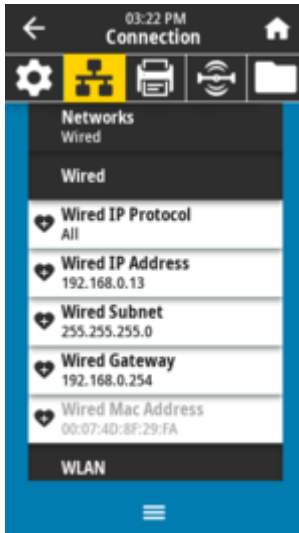 03:22 PM
Connection
Networks
Wired
Wired
Wired IP Protocol
All
Wired IP Address
192.168.0.13
Wired Subnet
255.255.255.0
Wired Gateway
192.168.0.254
Wired Mac Address
00:07:4D:8F:29:FA
WLAN